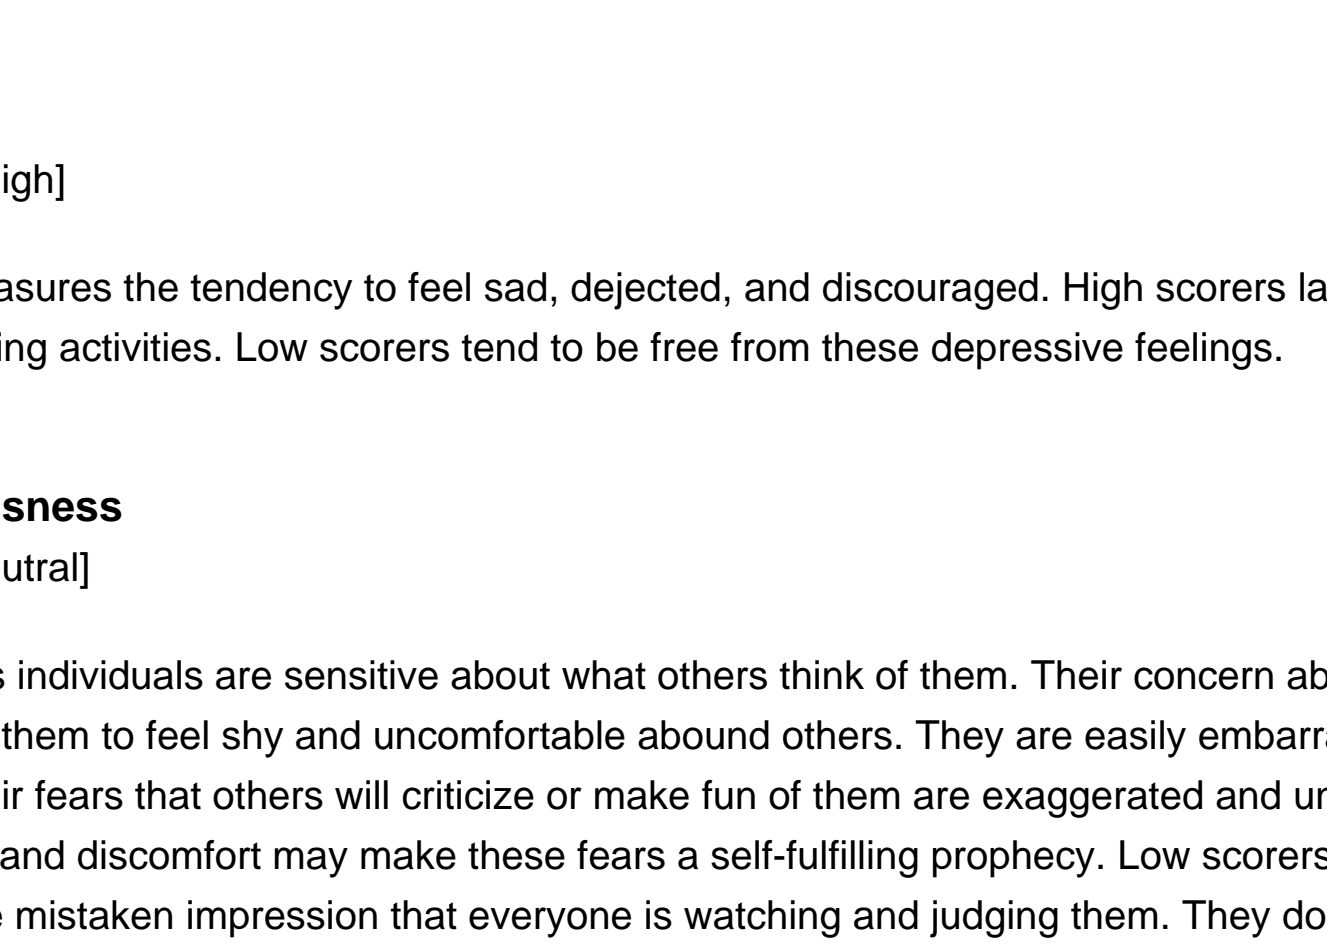 igh]
asures the tendency to feel sad, dejected, and discouraged. High scorers la
ing activities. Low scorers tend to be free from these depressive feelings.
sness
utral]
s individuals are sensitive about what others think of them. Their concern ab
them to feel shy and uncomfortable abound others. They are easily embarra
ir fears that others will criticize or make fun of them are exaggerated and un
and discomfort may make these fears a self-fulfilling prophecy. Low scorers
e mistaken impression that everyone is watching and judging them. They do